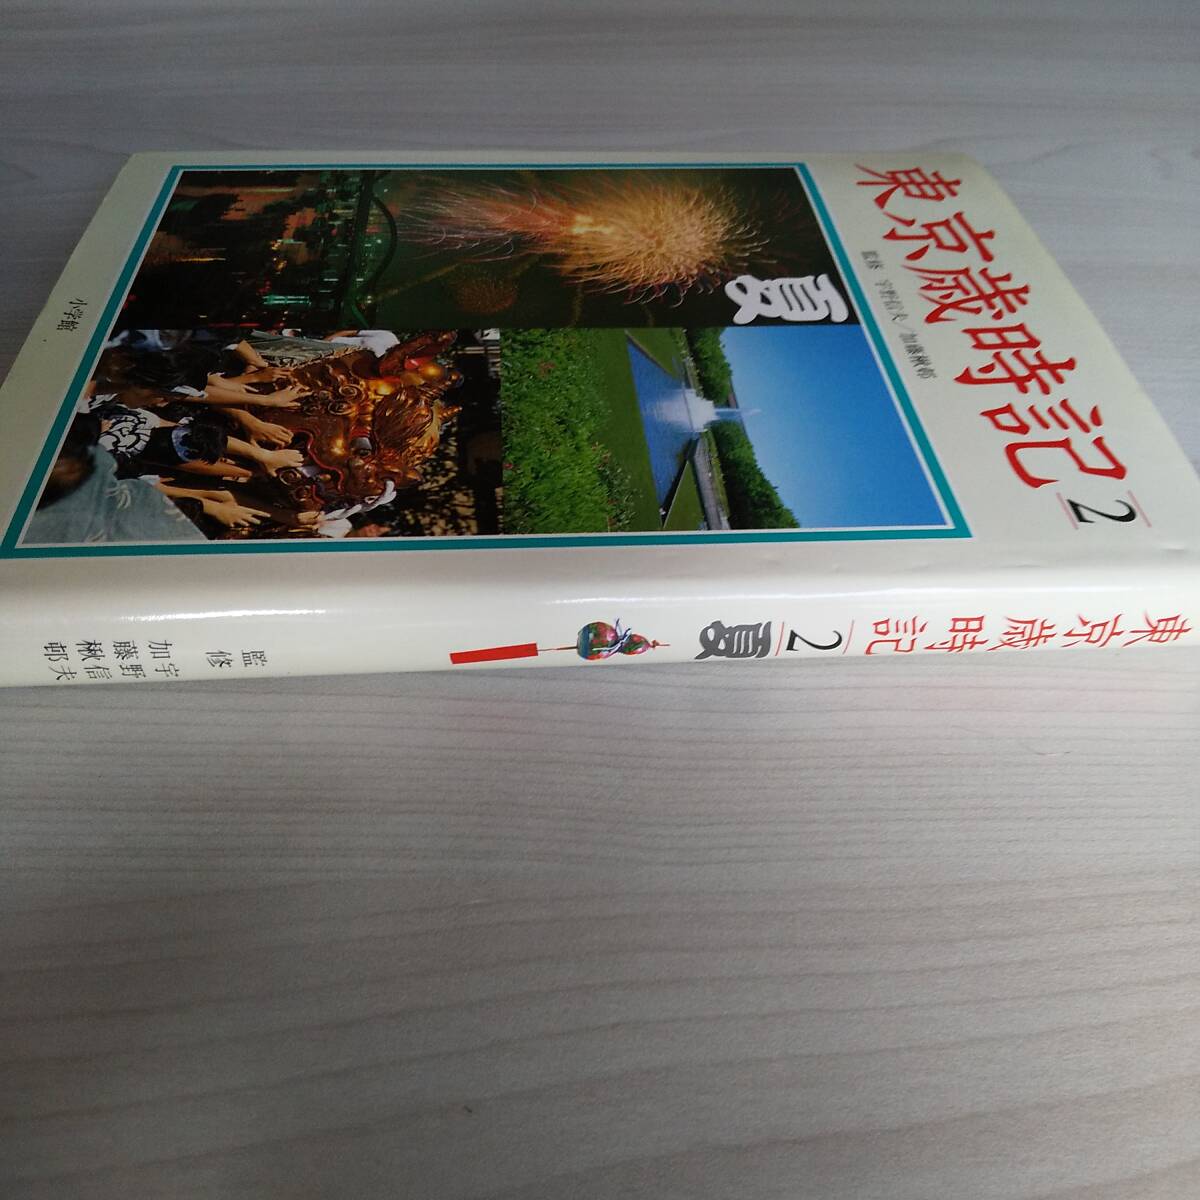 東京歳時記 2
監修 宇野信夫/加藤楸邨
夏
小学館
東京歳時記 2 夏
監修
宇野信夫
加藤楸邨